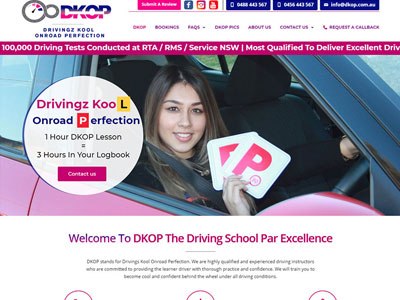 DKOP
DRIVINGZ KOOL
ONROAD PERFECTION
Submit A Review
0488 443 567
0456 443 567
info@dkop.com.au
DKOP BOOKINGS FAQS DKOP PICS ABOUT US CONTACT US REQUEST A CALLBACK
100,000 Driving Tests Conducted at RTA / RMS / Service NSW | Most Qualified To Deliver Excellent Driv
Drivingz Kool
Onroad Perfection
1 Hour DKOP Lesson
=
3 Hours In Your Logbook
Contact us
P
Welcome To DKOP The Driving School Par Excellence
DKOP stands for Drivings Kool Onroad Perfection. We are highly qualified and experienced driving instructors
who are committed to providing the learner driver with thorough practice and confidence. We will train you to
become cool and confident behind the wheel under all driving conditions.